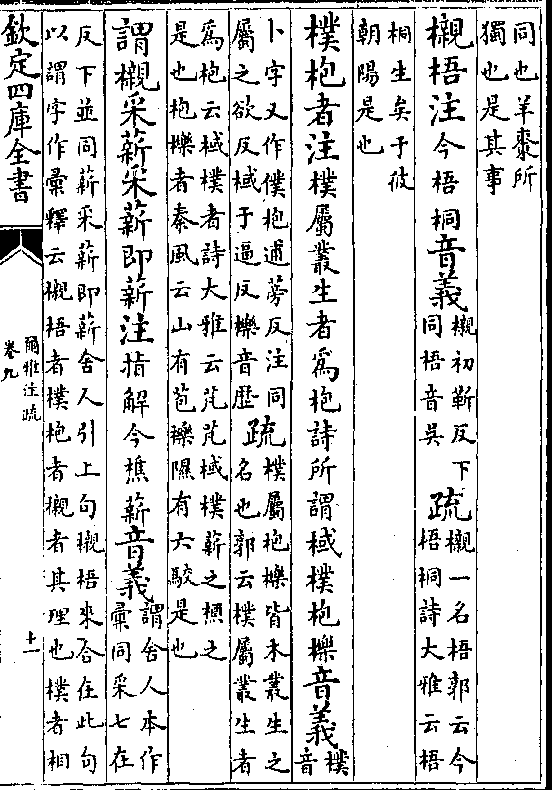 同也羊棗所
獨也是其事
櫬梧注今梧桐音義櫬初靳反下疏櫬一名梧郭云今
同梧音吳梧桐詩大雅云梧
桐生矣于彼
朝陽是也
樸枹者注樸屬叢生者為枹詩所謂棫樸枹櫟音義樸
音
卜字又作僕枹逋蒡反注同疏樸屬枹櫟皆木叢生之
屬之欲反棫于逼反櫟音歷名也郭云樸屬叢生者
為枹云棫樸者詩大雅云芃芃棫樸薪之槱之
是也枹櫟者秦風云山有苞櫟隰有六駮是也
謂櫬采薪采薪即薪注指解今樵薪音義謂舍人本作
彙同采七在
反下並同薪采薪即薪舍人引上句櫬梧來合在此句
以謂字作彙釋云櫬梧者樸枹者櫬者其理也樸者相
欽定四庫全書
爾雅注疏
卷九
十一